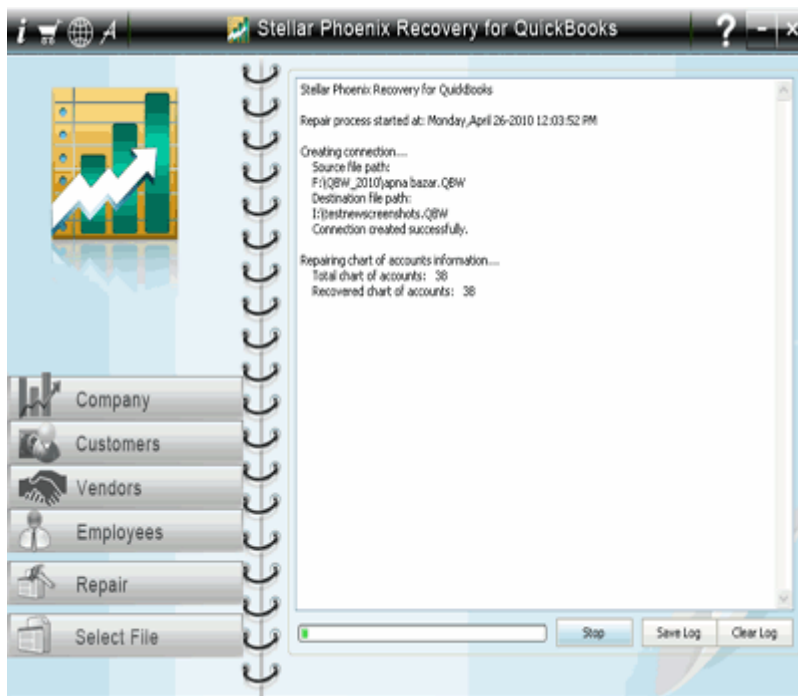 i A Stellar Phoenix Recovery for QuickBooks ? - x
Stellar Phoenix Recovery for QuickBooks
Repair process started at: Monday,April 26-2010 12:03:52 PM
Creating connection....
Source file path:
F:\QBW_2010\apna bazar.QBW
Destination file path:
I:\testnewscreenshots.QBW
Connection created successfully.
Repairing chart of accounts information....
Total chart of accounts: 38
Recovered chart of accounts: 38
Company
Customers
Vendors
Employees
Repair
Select File
Stop Save Log Clear Log